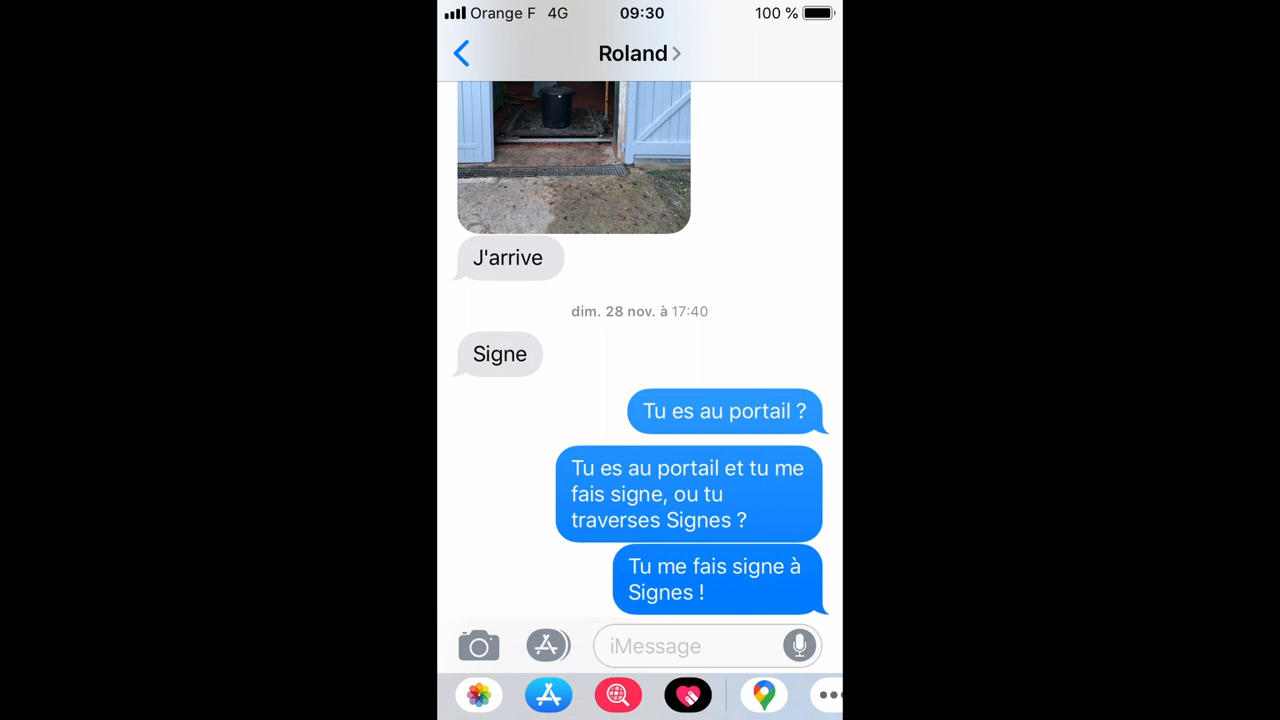 Orange F 4G 09:30 100 %
Roland
J'arrive
dim. 28 nov. à 17:40
Signe
Tu es au portail ?
Tu es au portail et tu me
fais signe, ou tu
traverses Signes ?
Tu me fais signe à
Signes !
iMessage